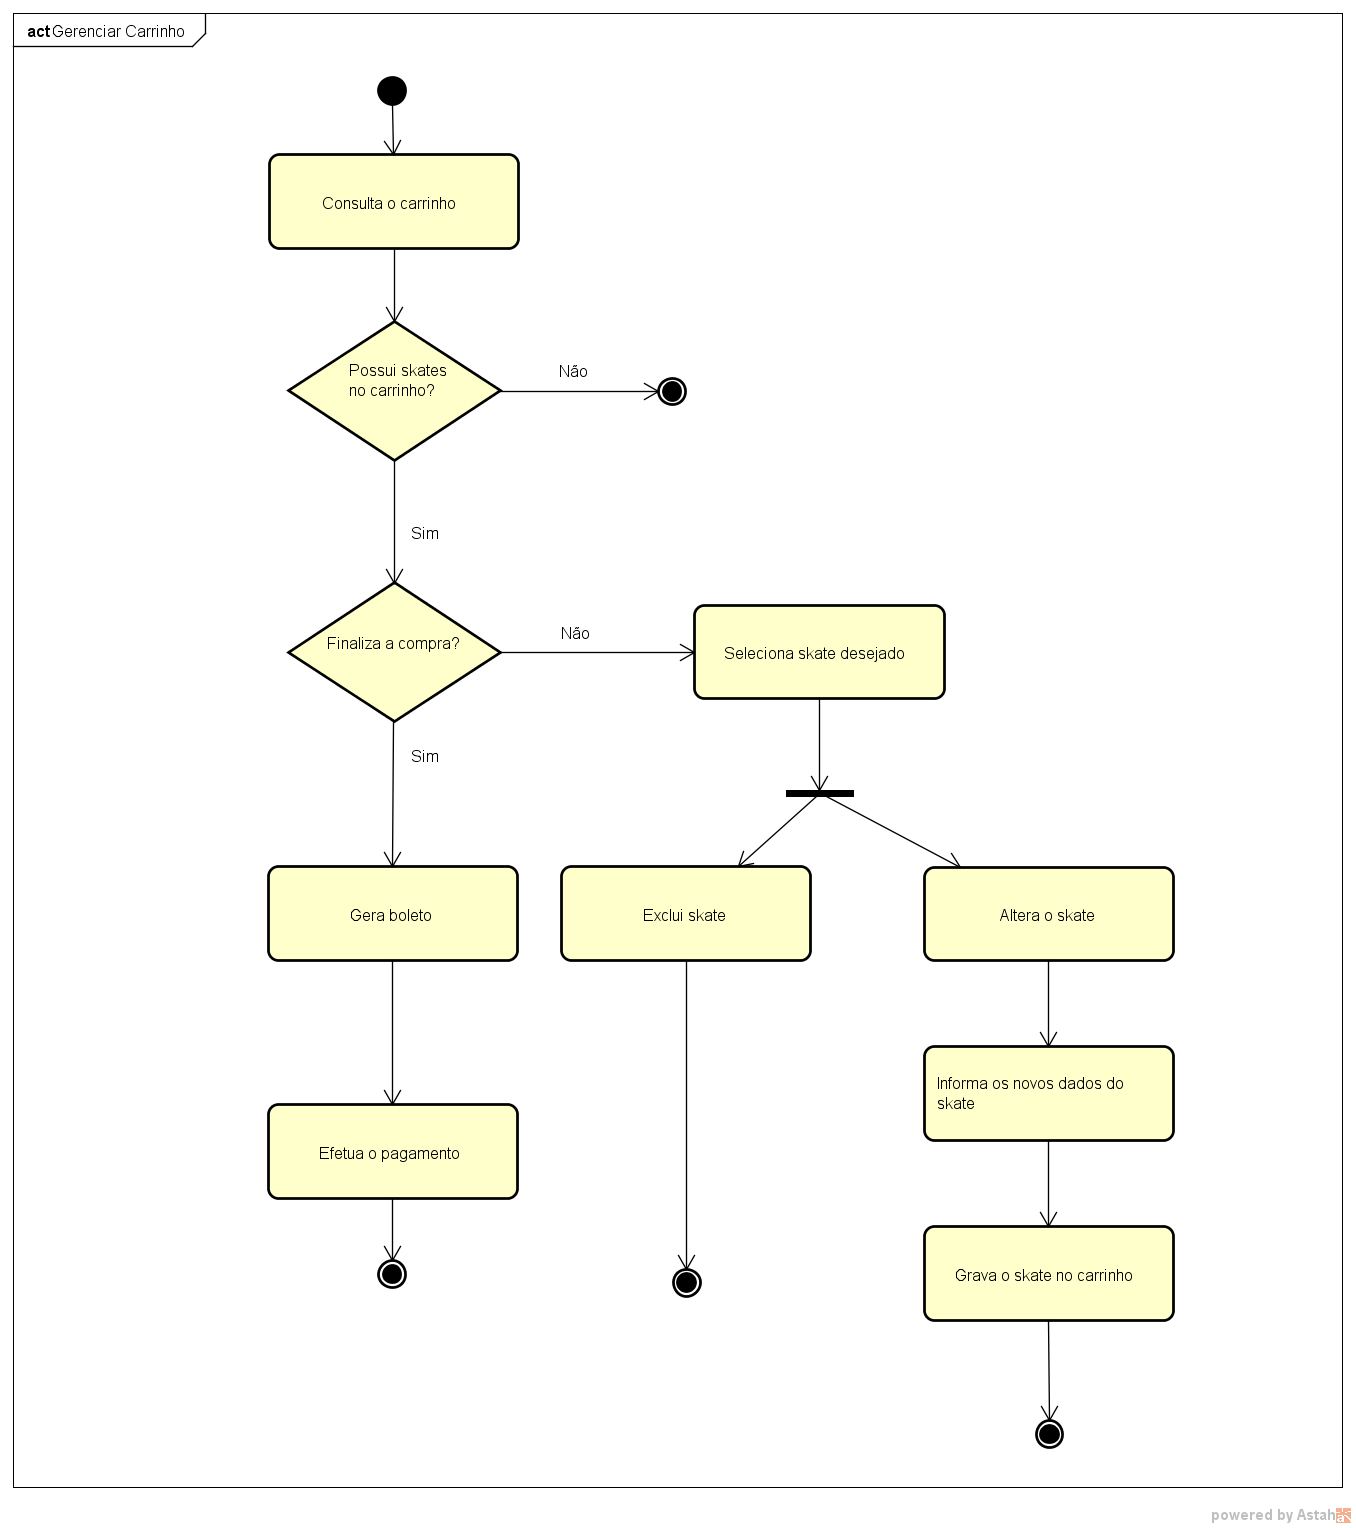 act Gerenciar Carrinho
Consulta o carrinho
Possui skates
no carrinho?
Não
Sim
Finaliza a compra?
Não
Seleciona skate desejado
Sim
Gera boleto
Exclui skate
Altera o skate
Informa os novos dados do
skate
Efetua o pagamento
Grava o skate no carrinho
powered by Astah